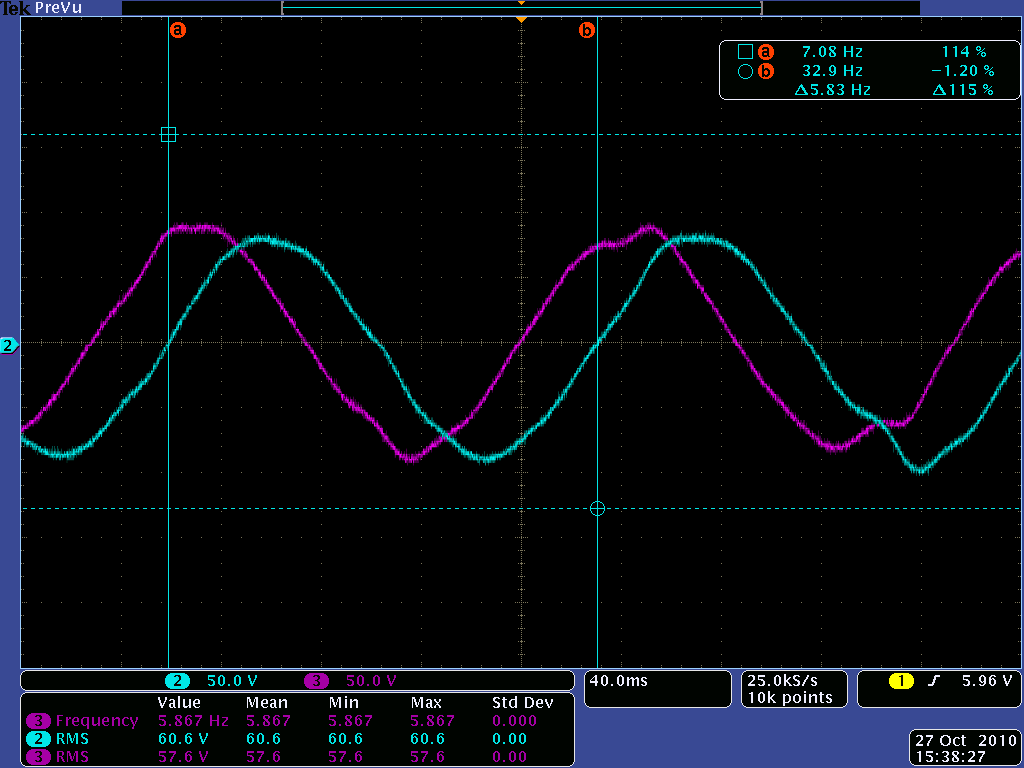 Tek PreVu
a b
a 7.08 Hz 114 %
b 32.9 Hz −1.20 %
Δ5.83 Hz Δ115 %
2
2 50.0 V 3 50.0 V
40.0ms
25.0kS/s
10k points
1 5.96 V
Value Mean Min Max Std Dev
3 Frequency 5.867 Hz 5.867 5.867 5.867 0.000
2 RMS 60.6 V 60.6 60.6 60.6 0.00
3 RMS 57.6 V 57.6 57.6 57.6 0.00
27 Oct 2010
15:38:27